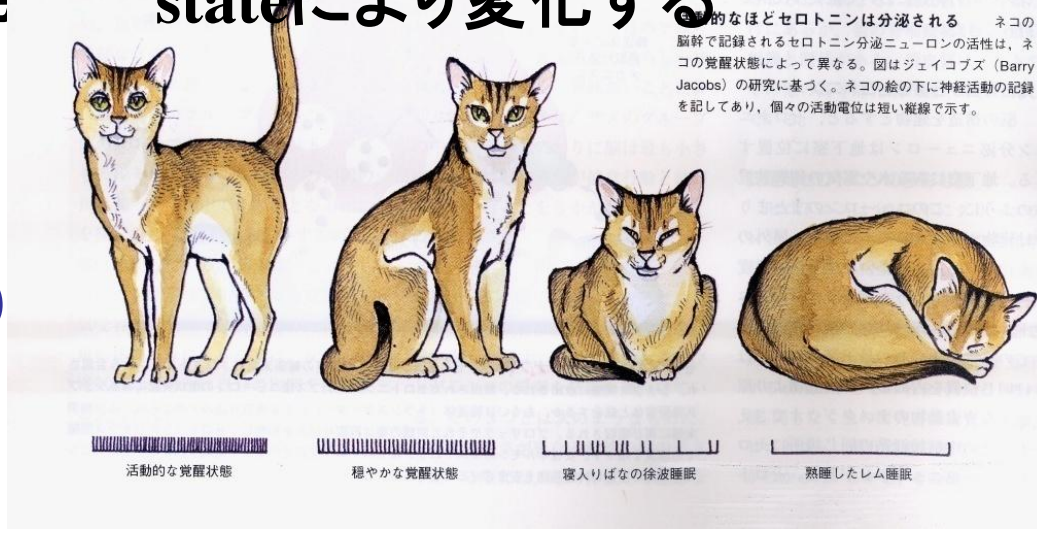 stateにより変化する
的なほどセロトニンは分泌される ネコの
脳幹で記録されるセロトニン分泌ニューロンの活性は，ネ
コの覚醒状態によって異なる。図はジェイコブズ（Barry
Jacobs）の研究に基づく。ネコの絵の下に神経活動の記録
を記してあり，個々の活動電位は短い縦線で示す。
活動的な覚醒状態
穏やかな覚醒状態
寝入りばなの徐波睡眠
熟睡したレム睡眠